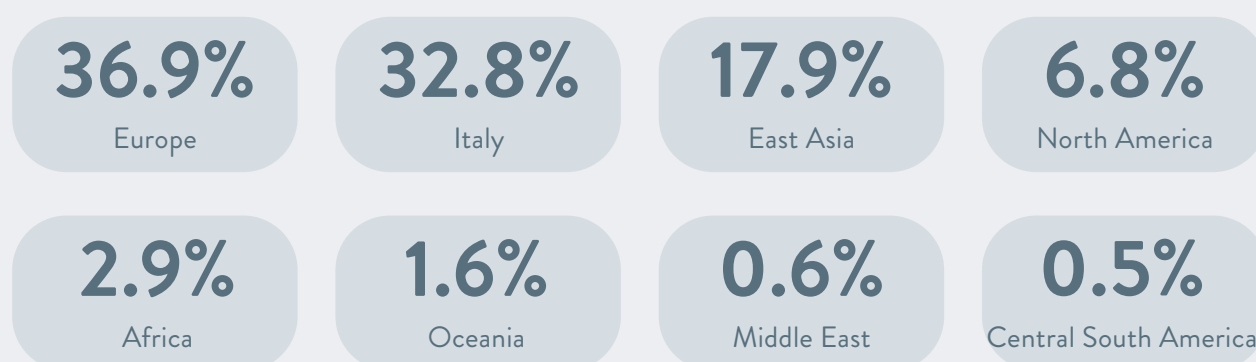 36.9%
Europe
32.8%
Italy
17.9%
East Asia
6.8%
North America
2.9%
Africa
1.6%
Oceania
0.6%
Middle East
0.5%
Central South America